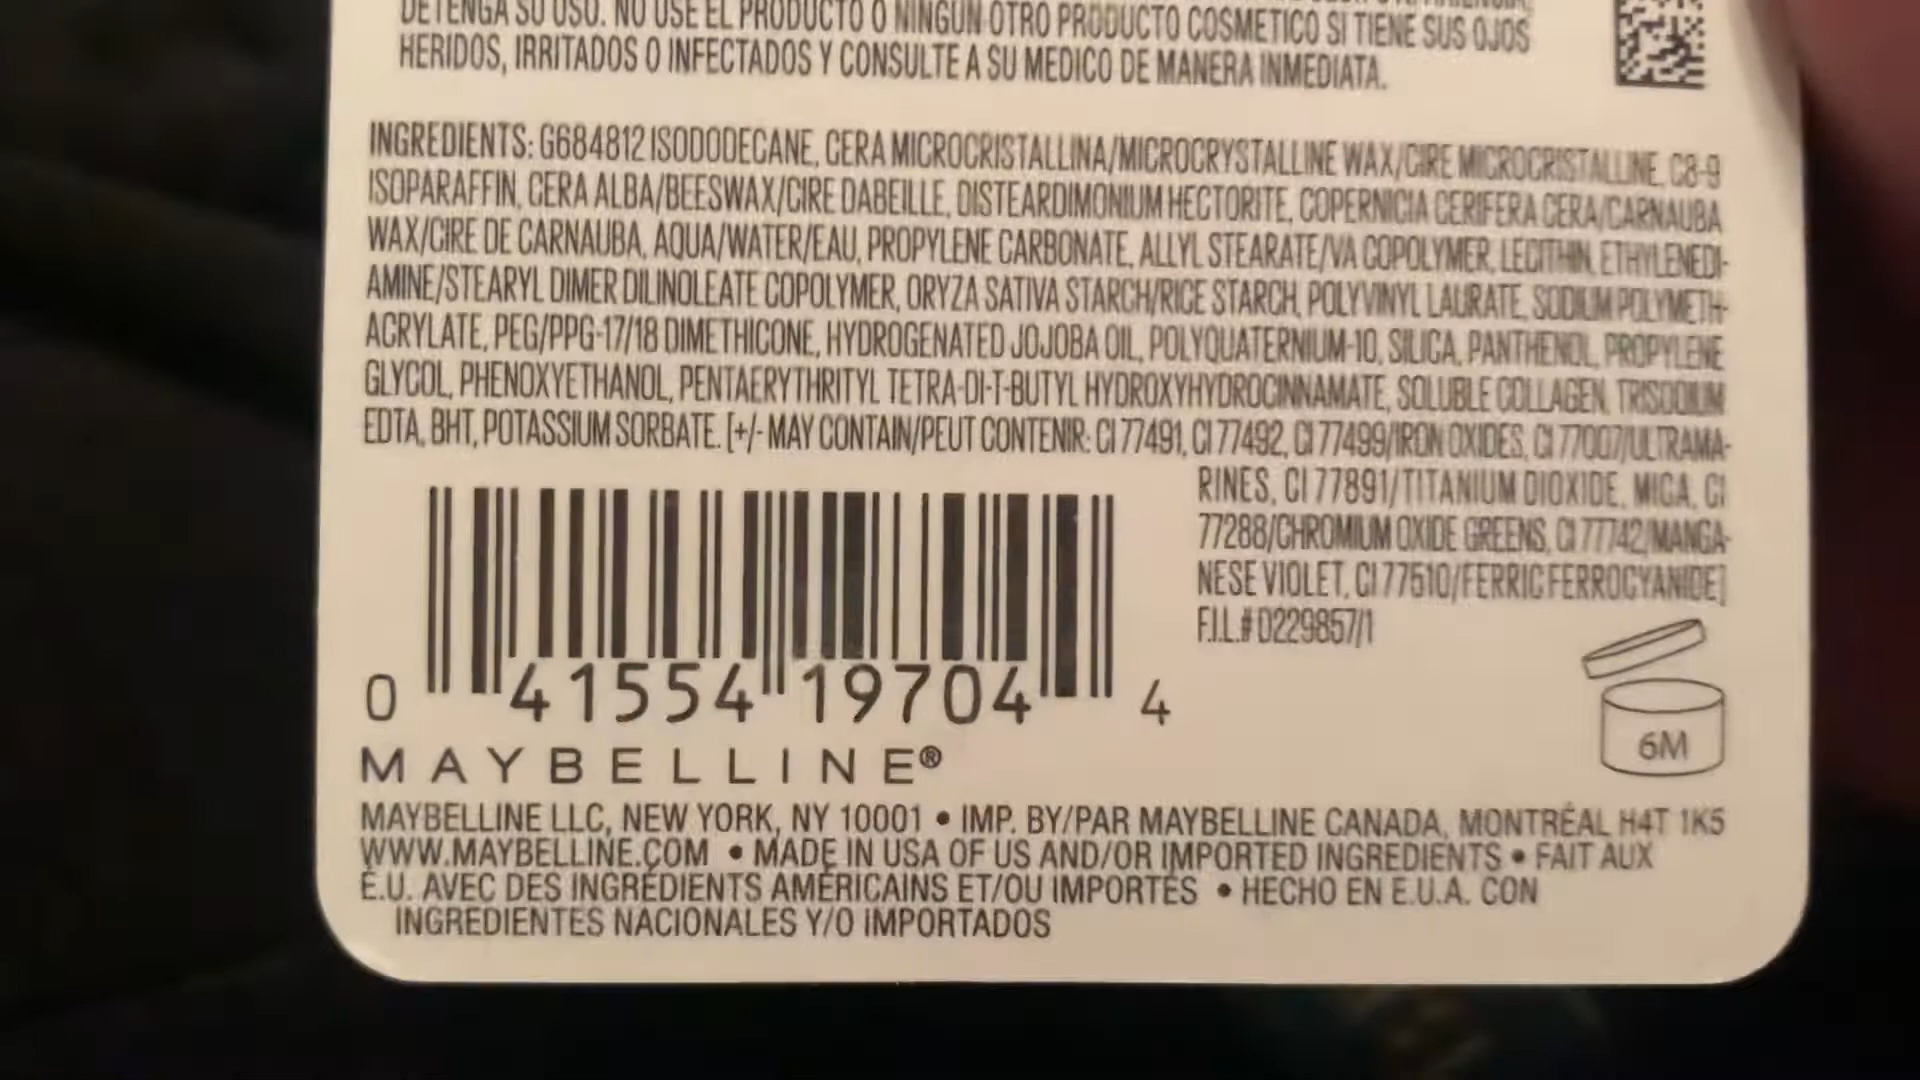 DETENGA SU USO. NO USE EL PRODUCTO O NINGUN OTRO PRODUCTO COSMETICO SI TIENE SUS OJOS
HERIDOS, IRRITADOS O INFECTADOS Y CONSULTE A SU MEDICO DE MANERA INMEDIATA.
INGREDIENTS: G684812 ISODODECANE, CERA MICROCRISTALLINA/MICROCRYSTALLINE WAX/CIRE MICROCRISTALLINE, C8-9
ISOPARAFFIN, CERA ALBA/BEESWAX/CIRE DABEILLE, DISTEARDIMONIUM HECTORITE, COPERNICIA CERIFERA CERA/CARNAUBA
WAX/CIRE DE CARNAUBA, AQUA/WATER/EAU, PROPYLENE CARBONATE, ALLYL STEARATE/VA COPOLYMER, LECITHIN, ETHYLENEDI-
AMINE/STEARYL DIMER DILINOLEATE COPOLYMER, ORYZA SATIVA STARCH/RICE STARCH, POLYVINYL LAURATE, SODIUM POLYMETH-
ACRYLATE, PEG/PPG-17/18 DIMETHICONE, HYDROGENATED JOJOBA OIL, POLYQUATERNIUM-10, SILICA, PANTHENOL, PROPYLENE
GLYCOL, PHENOXYETHANOL, PENTAERYTHRITYL TETRA-DI-T-BUTYL HYDROXYHYDROCINNAMATE, SOLUBLE COLLAGEN, TRISODIUM
EDTA, BHT, POTASSIUM SORBATE. [+/- MAY CONTAIN/PEUT CONTENIR: CI 77491, CI 77492, CI 77499/IRON OXIDES, CI 77007/ULTRAMA-
RINES, CI 77891/TITANIUM DIOXIDE, MICA, CI
77288/CHROMIUM OXIDE GREENS, CI 77742/MANGA-
NESE VIOLET, CI 77510/FERRIC FERROCYANIDE]
F.I.L.# D229857/1
0 41554 19704 4
6M
MAYBELLINE®
MAYBELLINE LLC, NEW YORK, NY 10001 • IMP. BY/PAR MAYBELLINE CANADA, MONTRÉAL H4T 1K5
WWW.MAYBELLINE.COM • MADE IN USA OF US AND/OR IMPORTED INGREDIENTS • FAIT AUX
É.U. AVEC DES INGRÉDIENTS AMÉRICAINS ET/OU IMPORTÉS • HECHO EN E.U.A. CON
INGREDIENTES NACIONALES Y/O IMPORTADOS